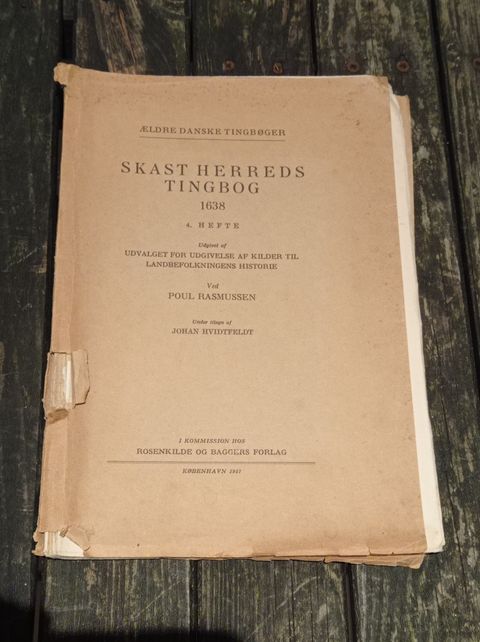 ÆLDRE DANSKE TINGBØGER
SKAST HERREDS
TINGBOG
1638
4. HEFTE
Udgivet af
UDVALGET FOR UDGIVELSE AF KILDER TIL
LANDBEFOLKNINGENS HISTORIE
Ved
POUL RASMUSSEN
Under tilsyn af
JOHAN HVIDTFELDT
I KOMMISSION HOS
ROSENKILDE OG BAGGERS FORLAG
KØBENHAVN 1957